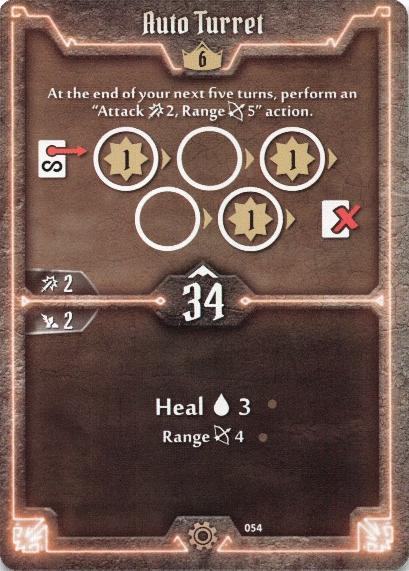 Auto Turret
6
At the end of your next five turns, perform an
“Attack 2, Range 5” action.
S 1 1
1 X
2
34
2
Heal 3
Range 4
054